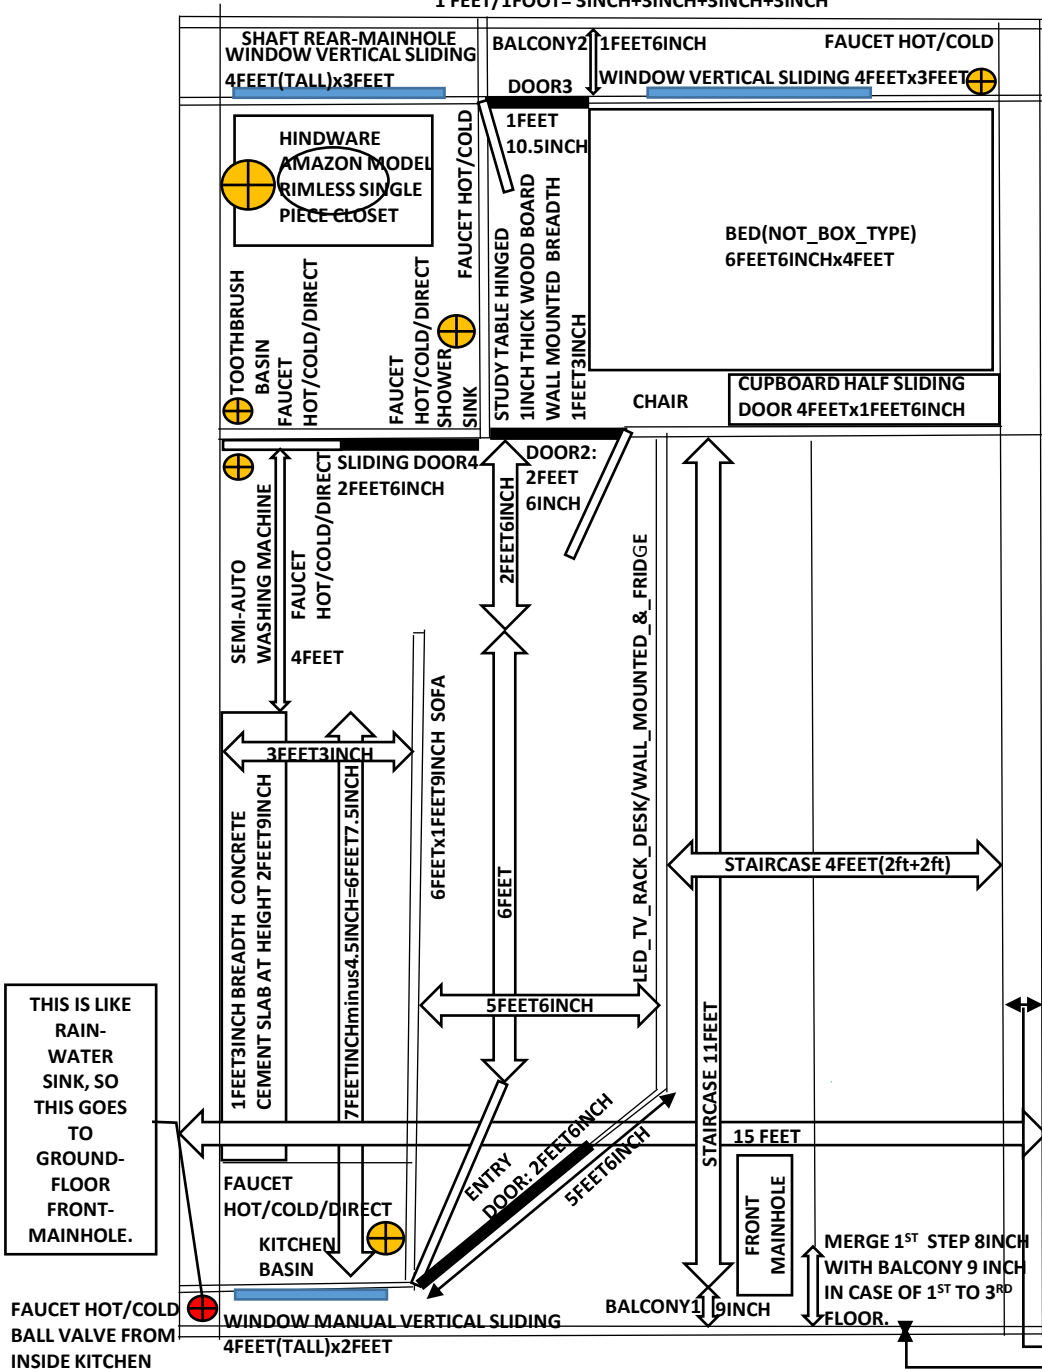 1 FEET/1FOOT= 3INCH+3INCH+3INCH+3INCH
SHAFT REAR-MAINHOLE
WINDOW VERTICAL SLIDING
4FEET(TALL)x3FEET
BALCONY2
1FEET6INCH
FAUCET HOT/COLD
WINDOW VERTICAL SLIDING 4FEETx3FEET
DOOR3
1FEET
10.5INCH
HINDWARE
AMAZON MODEL
RIMLESS SINGLE
PIECE CLOSET
FAUCET HOT/COLD
STUDY TABLE HINGED
1INCH THICK WOOD BOARD
WALL MOUNTED BREADTH
1FEET3INCH
BED(NOT_BOX_TYPE)
6FEET6INCHx4FEET
TOOTHBRUSH
BASIN
FAUCET
HOT/COLD/DIRECT
FAUCET
HOT/COLD/DIRECT
SHOWER
SINK
CHAIR
CUPBOARD HALF SLIDING
DOOR 4FEETx1FEET6INCH
SLIDING DOOR4
2FEET6INCH
DOOR2:
2FEET
6INCH
2FEET6INCH
SEMI-AUTO
WASHING MACHINE
FAUCET
HOT/COLD/DIRECT
4FEET
LED_TV_RACK_DESK/WALL_MOUNTED_&_FRIDGE
6FEETx1FEET9INCH SOFA
3FEET3INCH
1FEET3INCH BREADTH CONCRETE
CEMENT SLAB AT HEIGHT 2FEET9INCH
7FEETINCHminus4.5INCH=6FEET7.5INCH
6FEET
STAIRCASE 4FEET(2ft+2ft)
5FEET6INCH
STAIRCASE 11FEET
THIS IS LIKE
RAIN-
WATER
SINK, SO
THIS GOES
TO
GROUND-
FLOOR
FRONT-
MAINHOLE.
15 FEET
ENTRY
DOOR: 2FEET6INCH
5FEET6INCH
FAUCET
HOT/COLD/DIRECT
KITCHEN
BASIN
FRONT
MAINHOLE
MERGE 1ST STEP 8INCH
WITH BALCONY 9 INCH
IN CASE OF 1ST TO 3RD
FLOOR.
BALCONY1
9INCH
FAUCET HOT/COLD
BALL VALVE FROM
INSIDE KITCHEN
WINDOW MANUAL VERTICAL SLIDING
4FEET(TALL)x2FEET